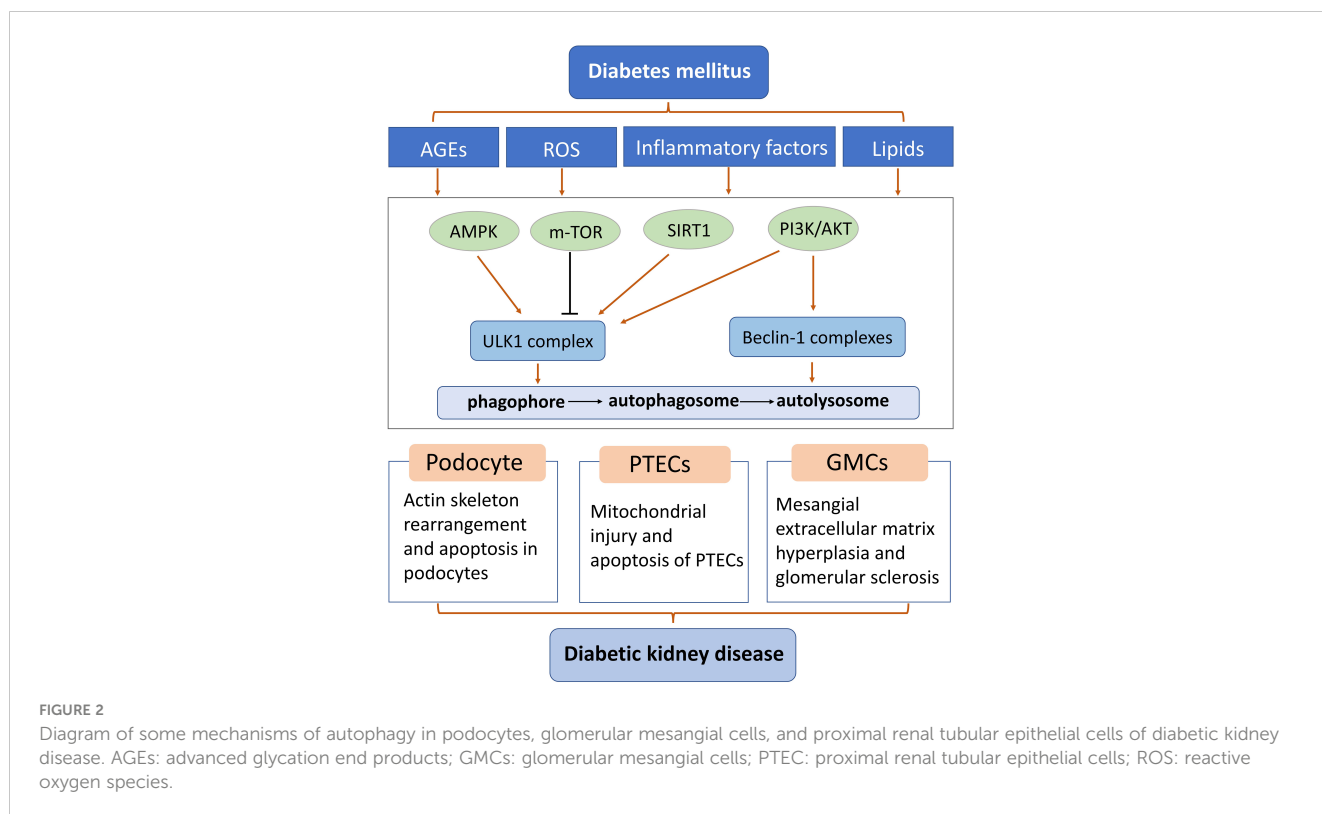 Diabetes mellitus
AGEs
ROS
Inflammatory factors
Lipids
AMPK
m-TOR
SIRT1
PI3K/AKT
ULK1 complex
Beclin-1 complexes
phagophore
autophagosome
autolysosome
Podocyte
Actin skeleton
rearrangement
and apoptosis in
podocytes
PTECs
Mitochondrial
injury and
apoptosis of PTECs
GMCs
Mesangial
extracellular matrix
hyperplasia and
glomerular sclerosis
Diabetic kidney disease
FIGURE 2
Diagram of some mechanisms of autophagy in podocytes, glomerular mesangial cells, and proximal renal tubular epithelial cells of diabetic kidney
disease. AGEs: advanced glycation end products; GMCs: glomerular mesangial cells; PTEC: proximal renal tubular epithelial cells; ROS: reactive
oxygen species.